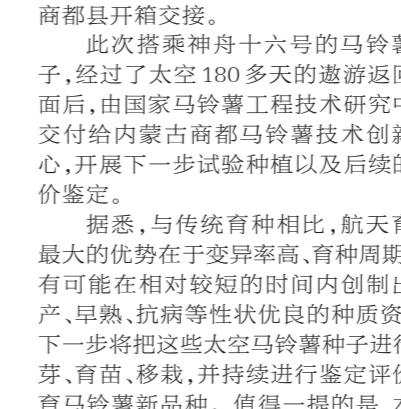 商都县开箱交接。
此次搭乘神舟十六号的马铃
子，经过了太空180多天的遨游返
面后，由国家马铃薯工程技术研究
交付给内蒙古商都马铃薯技术创
心，开展下一步试验种植以及后续
价鉴定。
据悉，与传统育种相比，航天
最大的优势在于变异率高、育种周期
有可能在相对较短的时间内创制
产、早熟、抗病等性状优良的种质资
下一步将把这些太空马铃薯种子进
芽、育苗、移栽，并持续进行鉴定评
育马铃薯新品种。值得一提的是